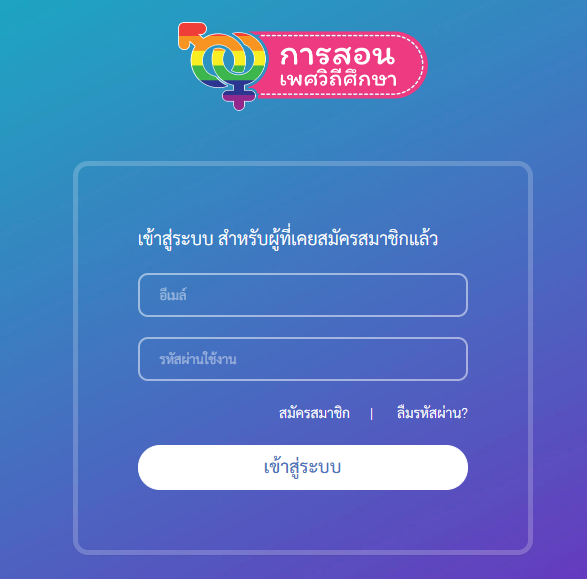 การสอน
เพศวิถีศึกษา
เข้าสู่ระบบ สำหรับผู้ที่เคยสมัครสมาชิกแล้ว
อีเมล์
รหัสผ่านใช้งาน
สมัครสมาชิก | ลืมรหัสผ่าน?
เข้าสู่ระบบ